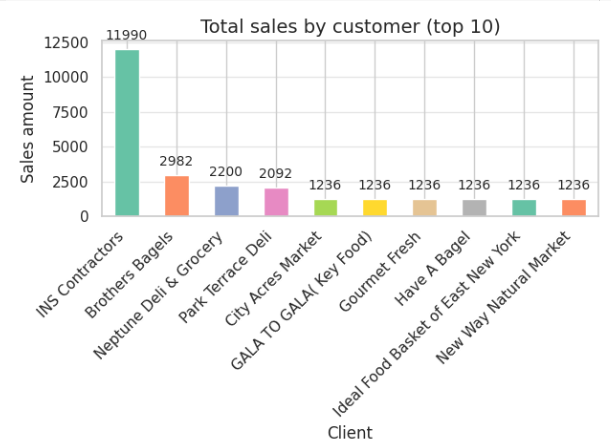 Total sales by customer (top 10)
Sales amount
12500
10000
7500
5000
2500
0
11990
2982
2200
2092
1236
1236
1236
1236
1236
1236
INS Contractors
Brothers Bagels
Neptune Deli & Grocery
Park Terrace Deli
City Acres Market
GALA TO GALA( Key Food)
Gourmet Fresh
Have A Bagel
Ideal Food Basket of East New York
New Way Natural Market
Client